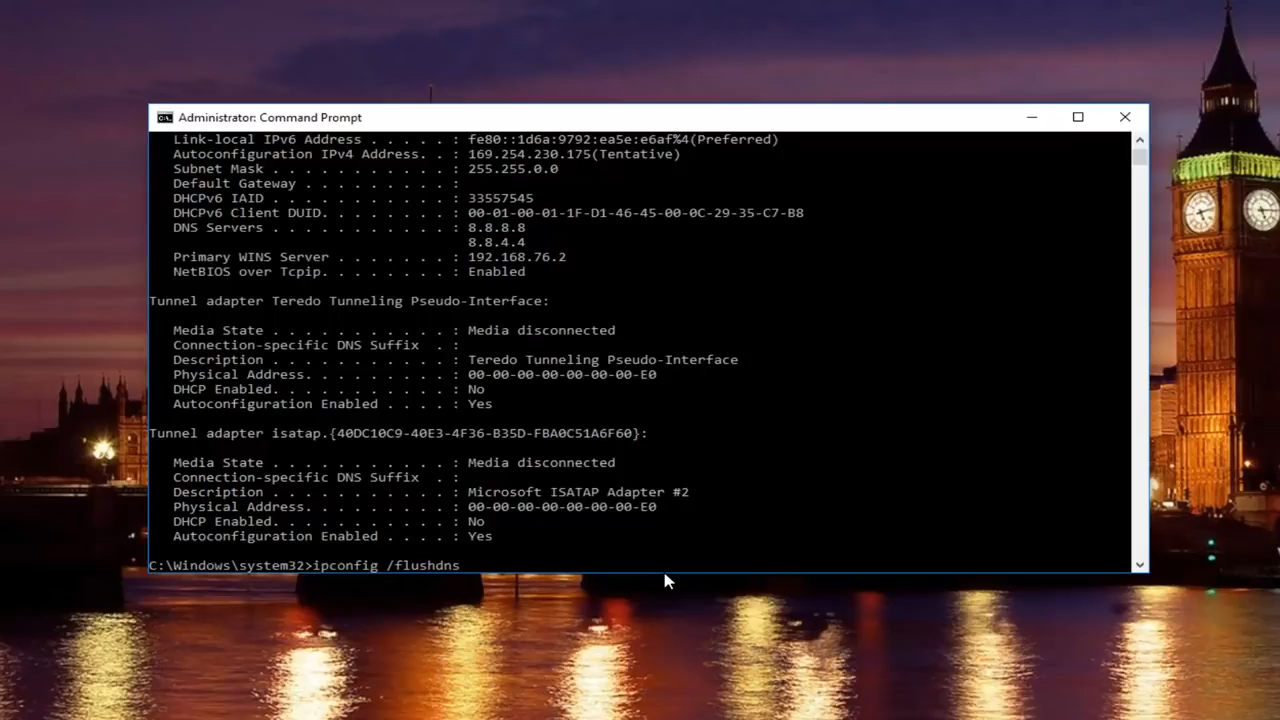 Administrator: Command Prompt
Link-local IPv6 Address . . . . . : fe80::1d6a:9792:ea5e:e6af%4(Preferred)
Autoconfiguration IPv4 Address. . : 169.254.230.175(Tentative)
Subnet Mask . . . . . . . . . . . : 255.255.0.0
Default Gateway . . . . . . . . . :
DHCPv6 IAID . . . . . . . . . . . : 33557545
DHCPv6 Client DUID. . . . . . . . : 00-01-00-01-1F-D1-46-45-00-0C-29-35-C7-B8
DNS Servers . . . . . . . . . . . : 8.8.8.8
8.8.4.4
Primary WINS Server . . . . . . . : 192.168.76.2
NetBIOS over Tcpip. . . . . . . . : Enabled
Tunnel adapter Teredo Tunneling Pseudo-Interface:
Media State . . . . . . . . . . . : Media disconnected
Connection-specific DNS Suffix  . :
Description . . . . . . . . . . . : Teredo Tunneling Pseudo-Interface
Physical Address. . . . . . . . . : 00-00-00-00-00-00-00-E0
DHCP Enabled. . . . . . . . . . . : No
Autoconfiguration Enabled . . . . : Yes
Tunnel adapter isatap.{40DC10C9-40E3-4F36-B35D-FBA0C51A6F60}:
Media State . . . . . . . . . . . : Media disconnected
Connection-specific DNS Suffix  . :
Description . . . . . . . . . . . : Microsoft ISATAP Adapter #2
Physical Address. . . . . . . . . : 00-00-00-00-00-00-00-E0
DHCP Enabled. . . . . . . . . . . : No
Autoconfiguration Enabled . . . . : Yes
C:\Windows\system32>ipconfig /flushdns